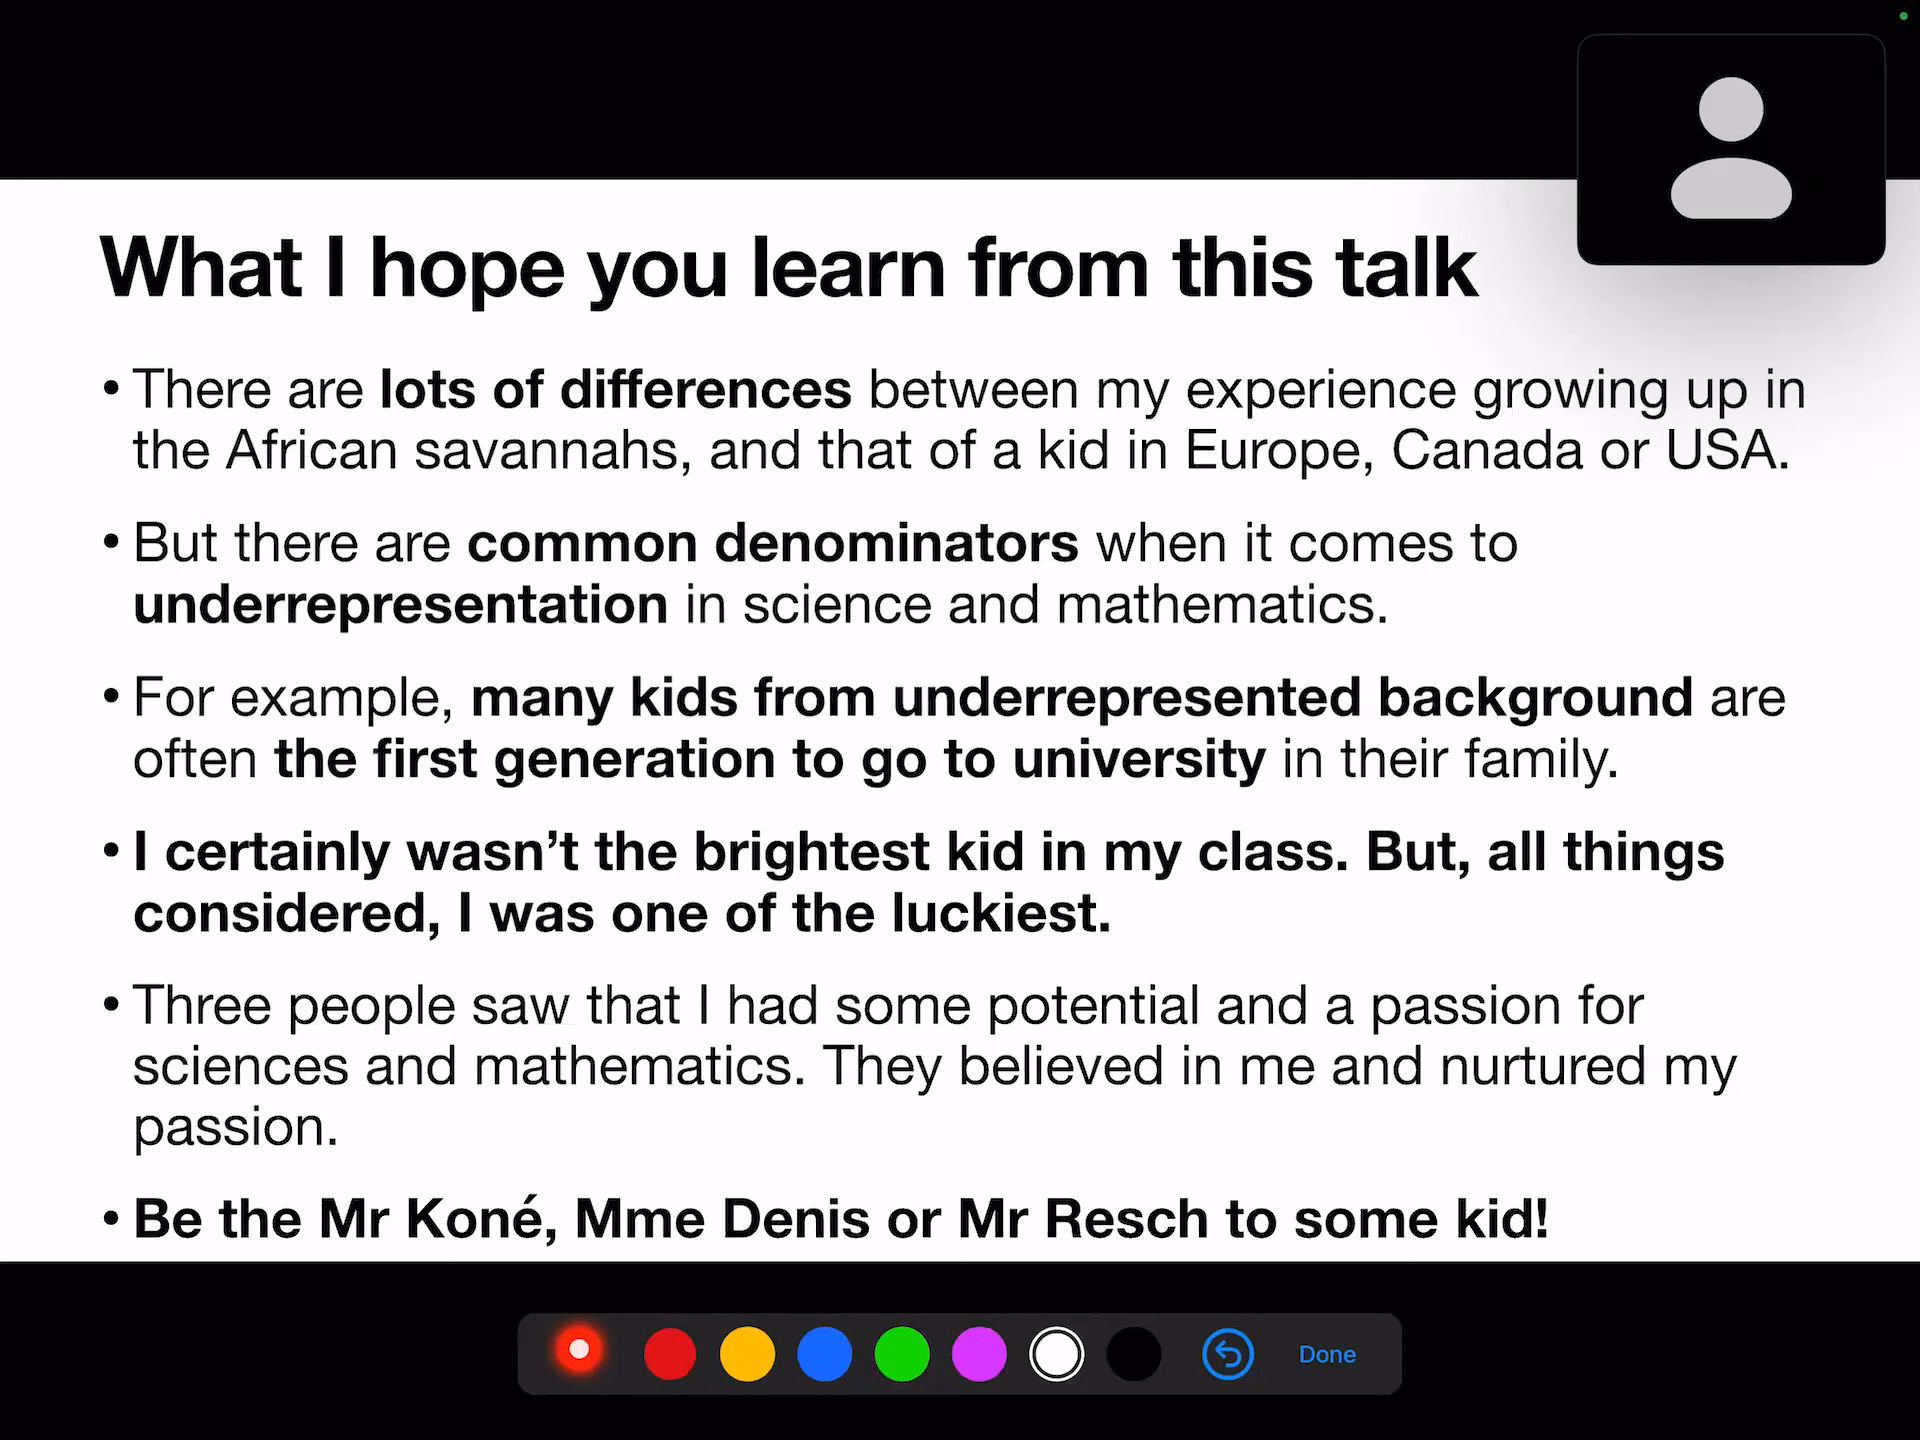 What I hope you learn from this talk
• There are lots of differences between my experience growing up in
the African savannahs, and that of a kid in Europe, Canada or USA.
• But there are common denominators when it comes to
underrepresentation in science and mathematics.
• For example, many kids from underrepresented background are
often the first generation to go to university in their family.
• I certainly wasn’t the brightest kid in my class. But, all things
considered, I was one of the luckiest.
• Three people saw that I had some potential and a passion for
sciences and mathematics. They believed in me and nurtured my
passion.
• Be the Mr Koné, Mme Denis or Mr Resch to some kid!
Done